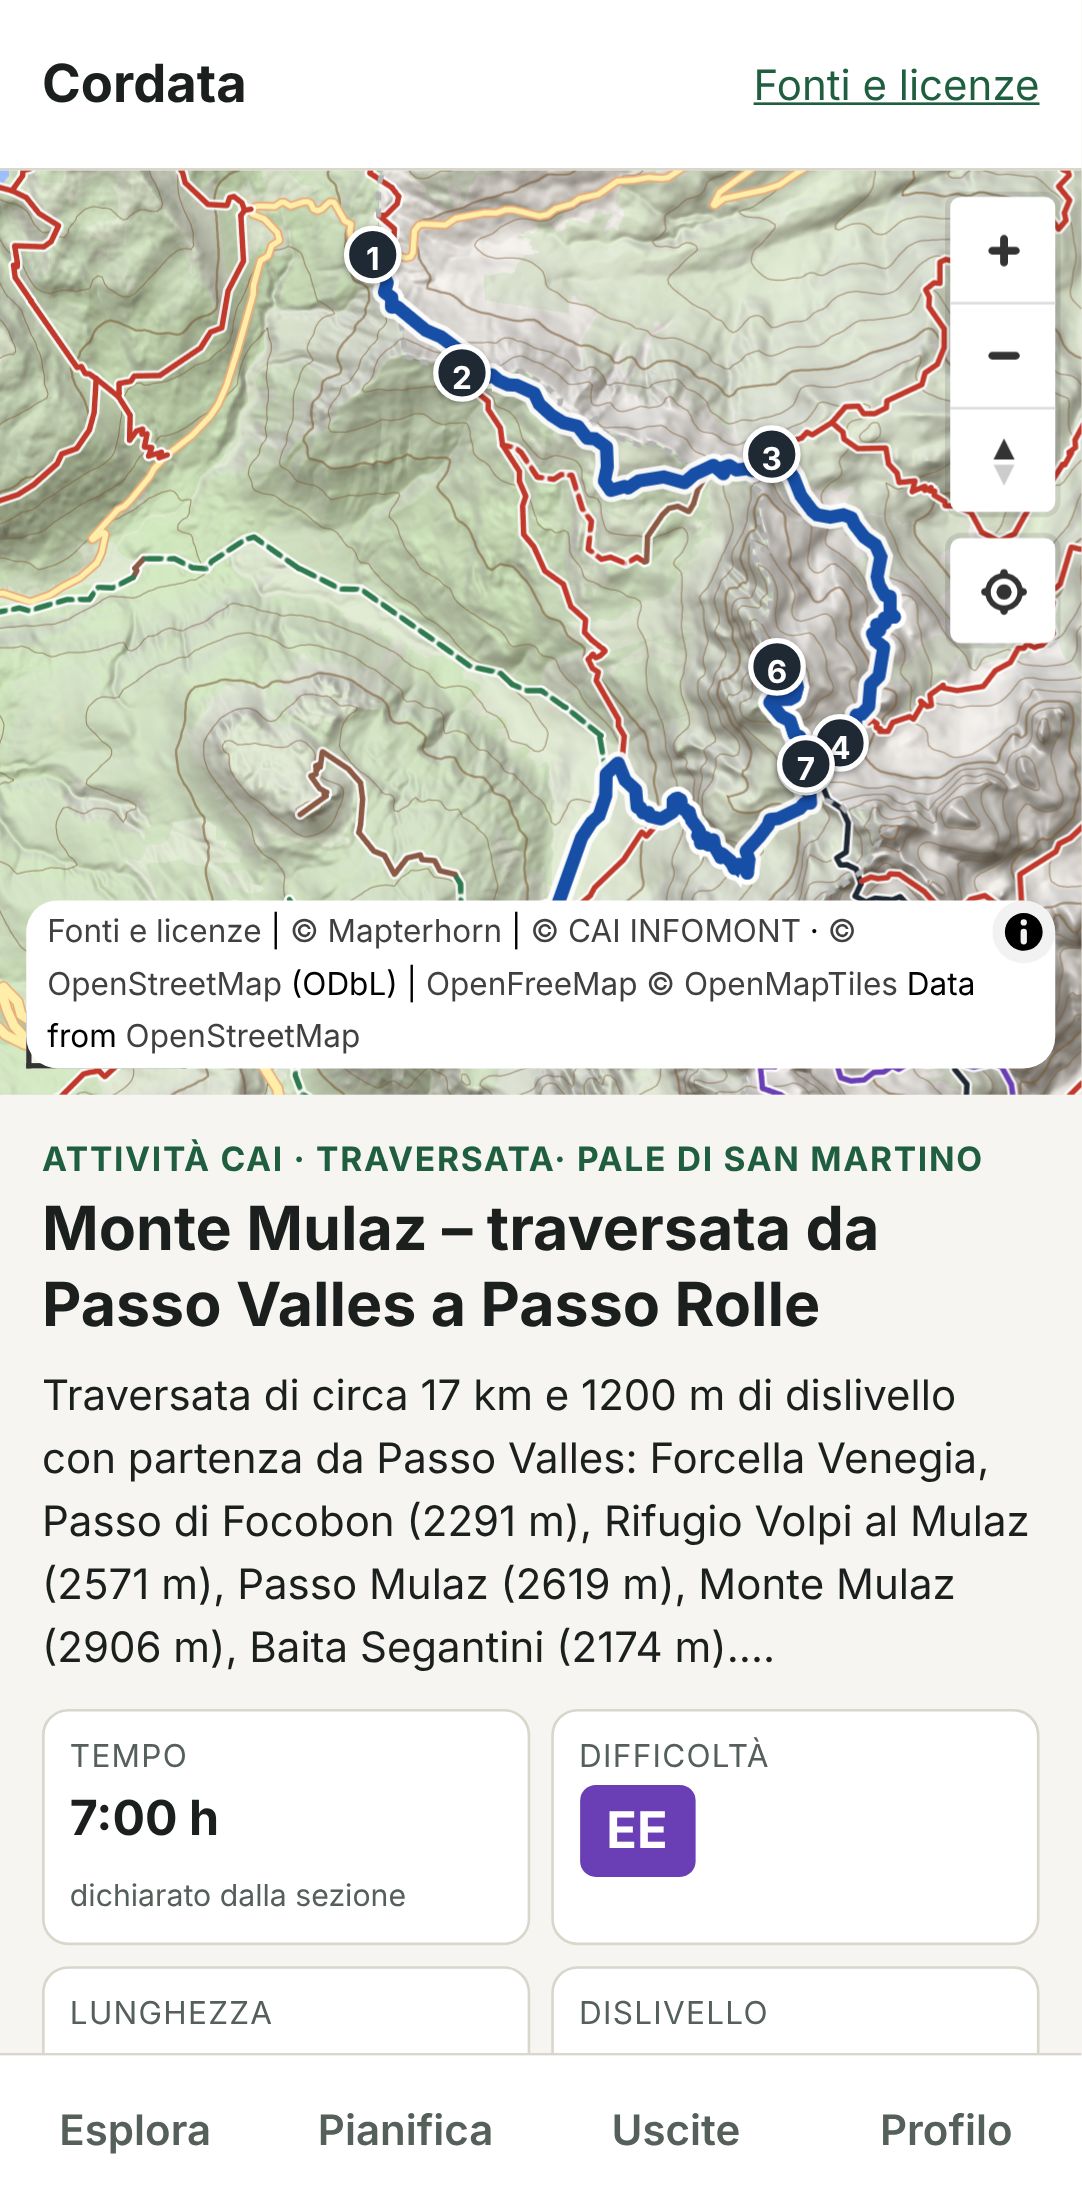 Cordata
Fonti e licenze
1
2
3
6
4
7
Fonti e licenze | © Mapterhorn | © CAI INFOMONT · ©
OpenStreetMap (ODbL) | OpenFreeMap © OpenMapTiles Data
from OpenStreetMap
ATTIVITÀ CAI · TRAVERSATA· PALE DI SAN MARTINO
Monte Mulaz – traversata da
Passo Valles a Passo Rolle
Traversata di circa 17 km e 1200 m di dislivello
con partenza da Passo Valles: Forcella Venegia,
Passo di Focobon (2291 m), Rifugio Volpi al Mulaz
(2571 m), Passo Mulaz (2619 m), Monte Mulaz
(2906 m), Baita Segantini (2174 m)....
TEMPO
7:00 h
dichiarato dalla sezione
DIFFICOLTÀ
EE
LUNGHEZZA
DISLIVELLO
Esplora
Pianifica
Uscite
Profilo